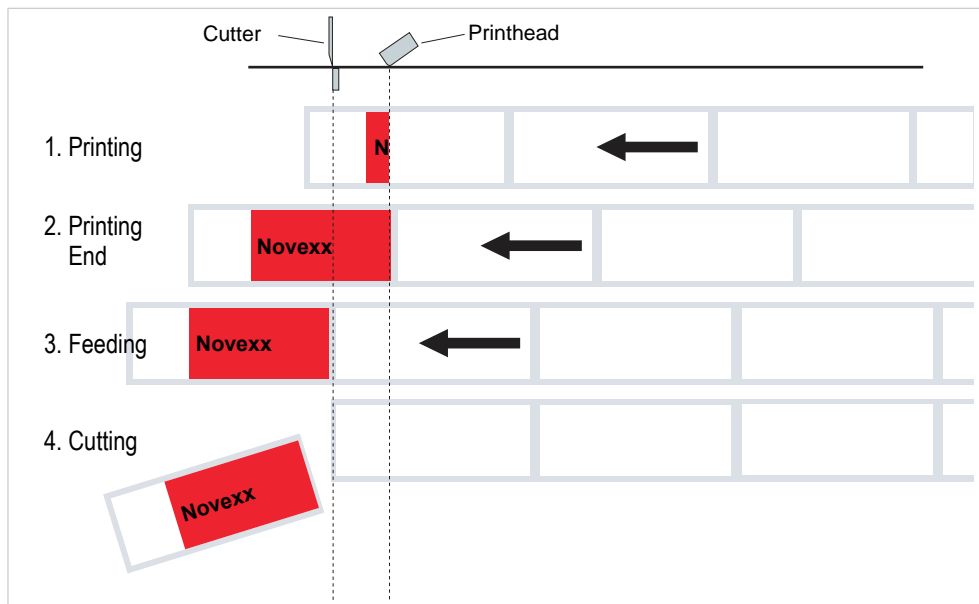 Cutter
Printhead
1. Printing
N
2. Printing
End
Novexx
3. Feeding
Novexx
4. Cutting
Novexx